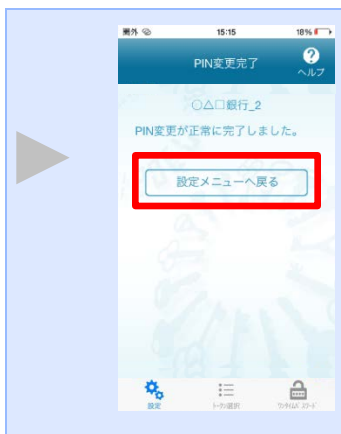 圏外 15:15 18%
PIN変更完了
?
ヘルプ
○△□銀行_2
PIN変更が正常に完了しました。
設定メニューへ戻る
設定
トークン選択
ワンタイムパスワード